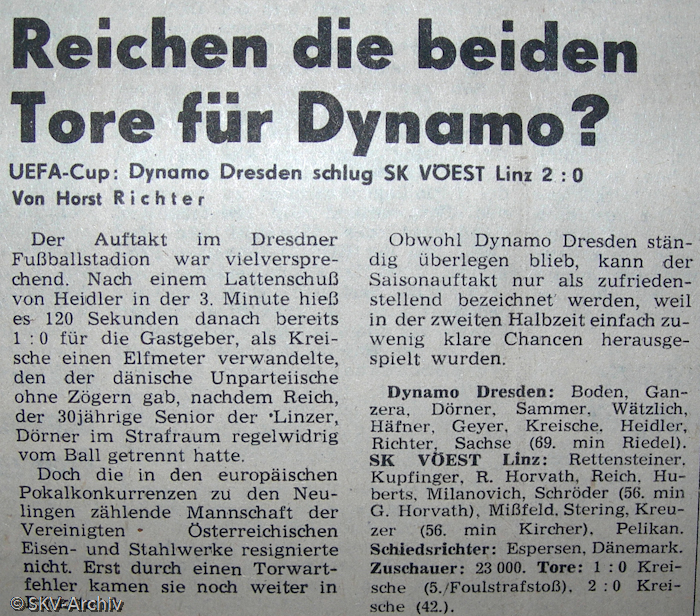 Reichen die beiden
Tore für Dynamo?
UEFA-Cup: Dynamo Dresden schlug SK VÖEST Linz 2 : 0
Von Horst Richter
Der Auftakt im Dresdner
Fußballstadion war vielverspre-
chend. Nach einem Lattenschuß
von Heidler in der 3. Minute hieß
es 120 Sekunden danach bereits
1 : 0 für die Gastgeber, als Krei-
sche einen Elfmeter verwandelte,
den der dänische Unparteiische
ohne Zögern gab, nachdem Reich,
der 30jährige Senior der Linzer,
Dörner im Strafraum regelwidrig
vom Ball getrennt hatte.
Doch die in den europäischen
Pokalkonkurrenzen zu den Neu-
lingen zählende Mannschaft der
Vereinigten Österreichischen
Eisen- und Stahlwerke resignierte
nicht. Erst durch einen Torwart-
fehler kamen sie noch weiter in
Obwohl Dynamo Dresden stän-
dig überlegen blieb, kann der
Saisonauftakt nur als zufrieden-
stellend bezeichnet werden, weil
in der zweiten Halbzeit einfach zu-
wenig klare Chancen herausge-
spielt wurden.
Dynamo Dresden: Boden, Gan-
zera, Dörner, Sammer, Wätzlich,
Häfner, Geyer, Kreische, Heidler,
Richter, Sachse (69. min Riedel).
SK VÖEST Linz: Rettensteiner,
Kupfinger, R. Horvath, Reich, Hu-
berts, Milanovich, Schröder (56. min
G. Horvath), Mißfeld, Stering, Kreu-
zer (56. min Kircher), Pelikan.
Schiedsrichter: Espersen, Dänemark.
Zuschauer: 23 000. Tore: 1 : 0 Krei-
sche (5./Foulstrafstoß), 2 : 0 Krei-
sche (42.).
©SKV-Archiv